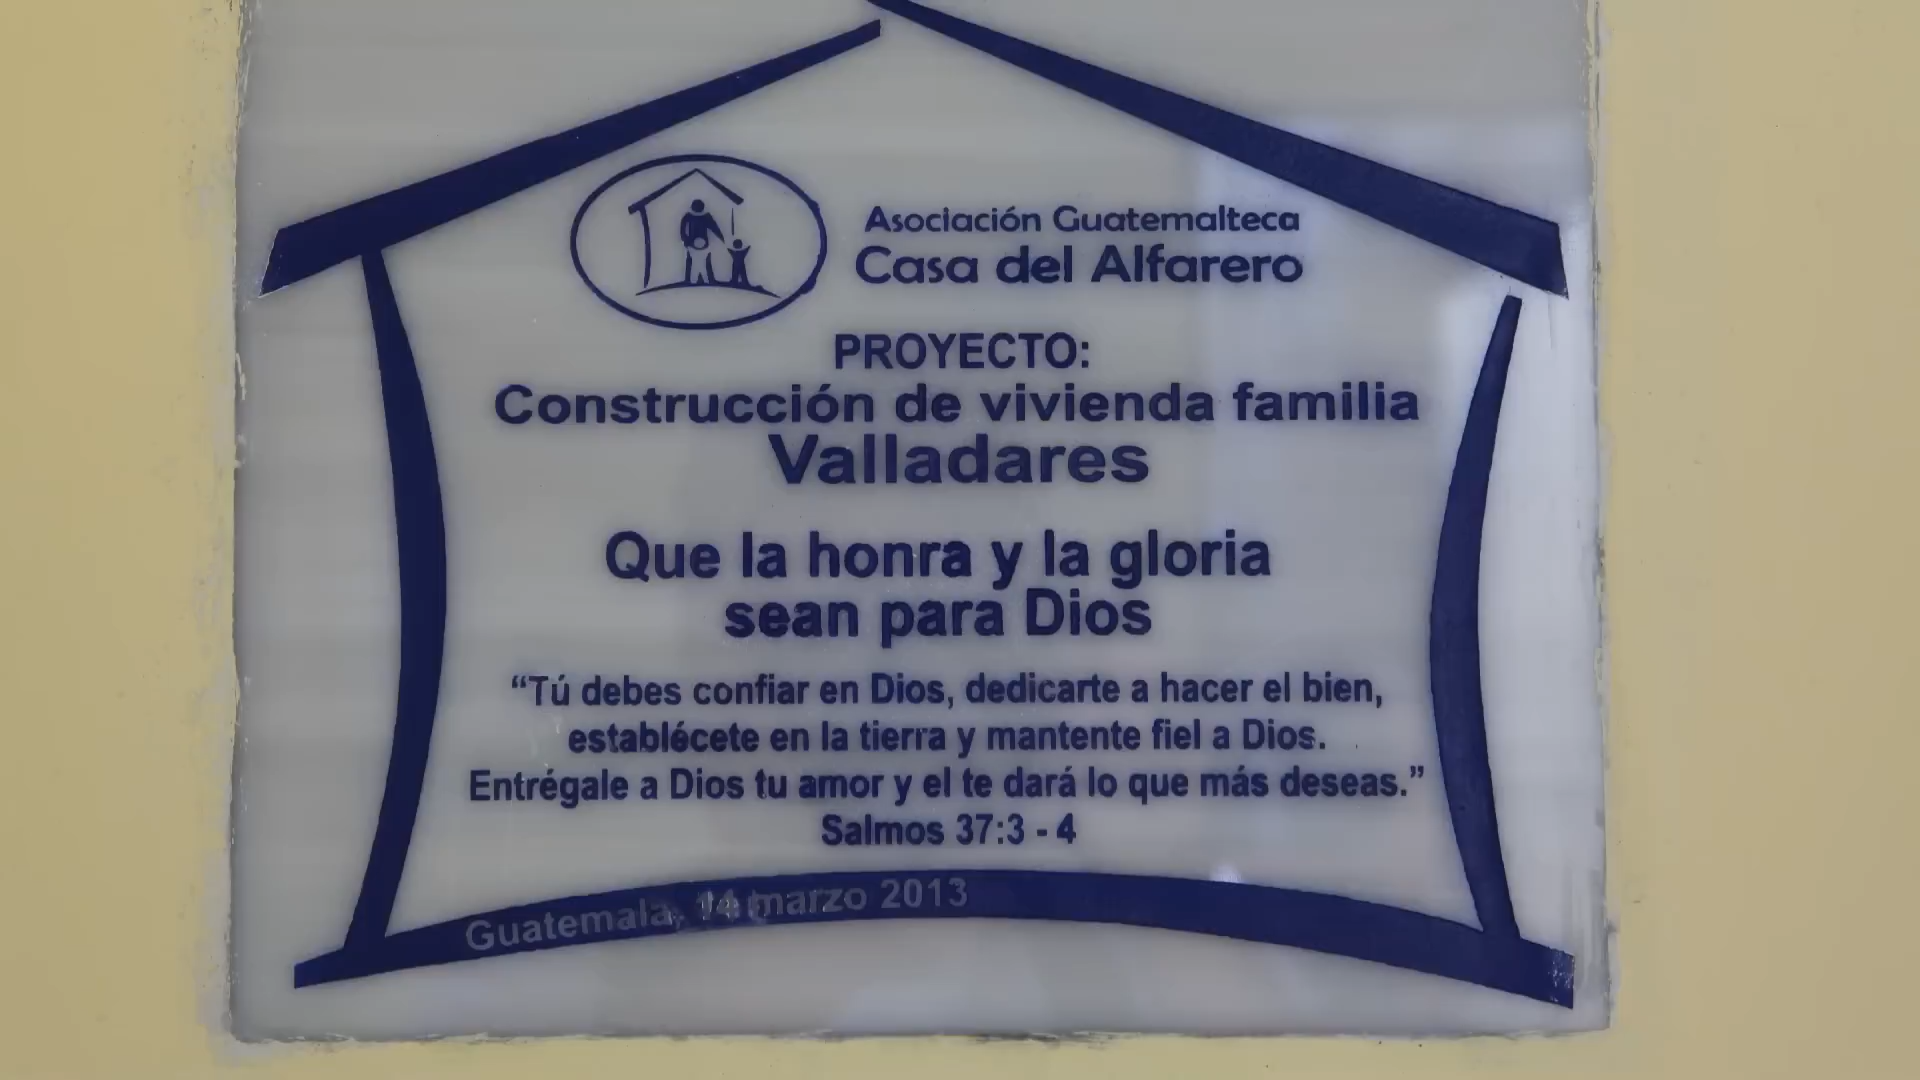 Asociación Guatemalteca
Casa del Alfarero
PROYECTO:
Construcción de vivienda familia
Valladares
Que la honra y la gloria
sean para Dios
“Tú debes confiar en Dios, dedicarte a hacer el bien,
establécete en la tierra y mantente fiel a Dios.
Entrégale a Dios tu amor y el te dará lo que más deseas.”
Salmos 37:3 - 4
Guatemala, marzo 2013